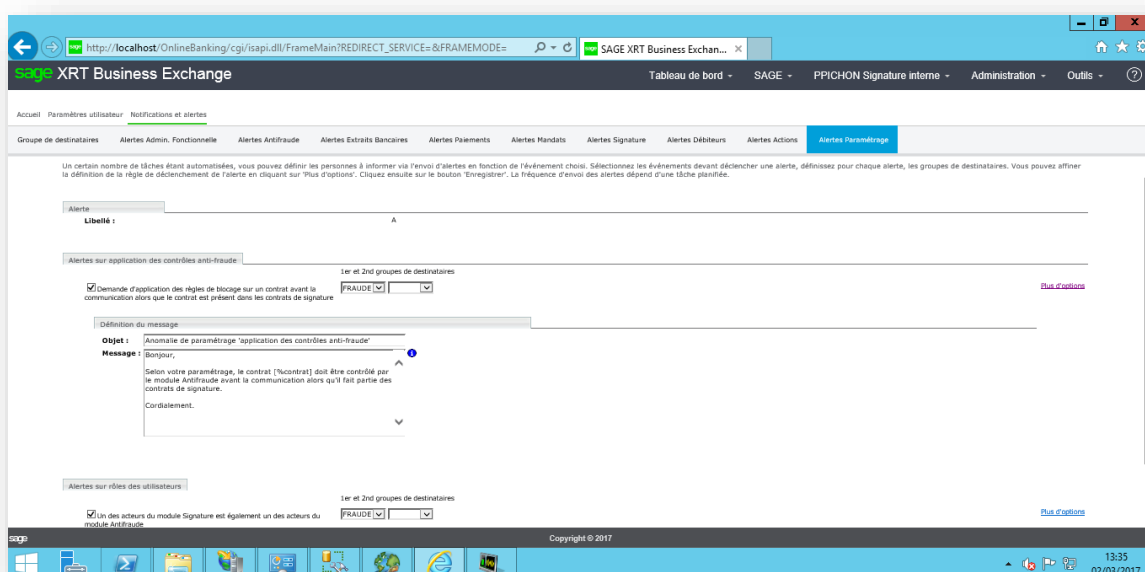 http://localhost/OnlineBanking/cgi/isapi.dll/FrameMain?REDIRECT_SERVICE=&FRAMEMODE=
SAGE XRT Business Exchan...
sage XRT Business Exchange
Tableau de bord
SAGE
PPICHON Signature interne
Administration
Outils
Accueil Paramètres utilisateur Notifications et alertes
Groupe de destinataires Alertes Admin. Fonctionnelle Alertes Antifraude Alertes Extraits Bancaires Alertes Paiements Alertes Mandats Alertes Signature Alertes Débiteurs Alertes Actions Alertes Paramétrage
Un certain nombre de tâches étant automatisées, vous pouvez définir les personnes à informer via l'envoi d'alertes en fonction de l'événement choisi. Sélectionnez les événements devant déclencher une alerte, définissez pour chaque alerte, les groupes de destinataires. Vous pouvez affiner
la définition de la règle de déclenchement de l'alerte en cliquant sur 'Plus d'options'. Cliquez ensuite sur le bouton 'Enregistrer'. La fréquence d'envoi des alertes dépend d'une tâche planifiée.
Alerte
Libellé : A
Alertes sur application des contrôles anti-fraude
1er et 2nd groupes de destinataires
Demande d'application des règles de blocage sur un contrat avant la
communication alors que le contrat est présent dans les contrats de signature
FRAUDE
Plus d'options
Définition du message
Objet : Anomalie de paramétrage 'application des contrôles anti-fraude'
Message : Bonjour,
Selon votre paramétrage, le contrat [%contrat] doit être contrôlé par
le module Antifraude avant la communication alors qu'il fait partie des
contrats de signature.
Cordialement.
Alertes sur rôles des utilisateurs
1er et 2nd groupes de destinataires
Un des acteurs du module Signature est également un des acteurs du
module Antifraude
FRAUDE
Plus d'options
sage
Copyright © 2017
13:35
02/03/2017